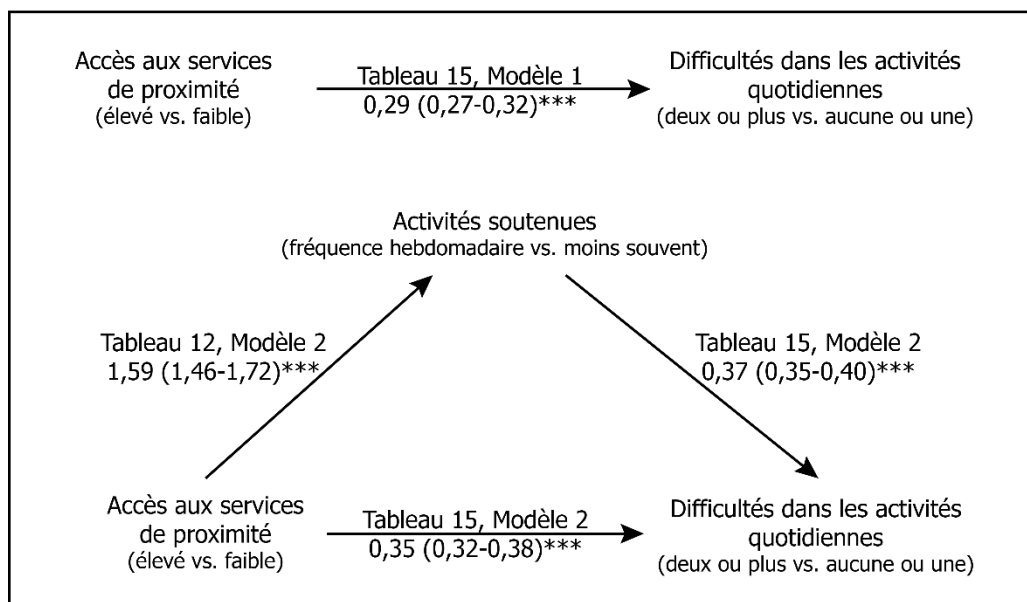 Accès aux services
de proximité
(élevé vs. faible)
Tableau 15, Modèle 1
0,29 (0,27-0,32)***
Difficultés dans les activités
quotidiennes
(deux ou plus vs. aucune ou une)
Activités soutenues
(fréquence hebdomadaire vs. moins souvent)
Tableau 12, Modèle 2
1,59 (1,46-1,72)***
Tableau 15, Modèle 2
0,37 (0,35-0,40)***
Accès aux services
de proximité
(élevé vs. faible)
Tableau 15, Modèle 2
0,35 (0,32-0,38)***
Difficultés dans les activités
quotidiennes
(deux ou plus vs. aucune ou une)